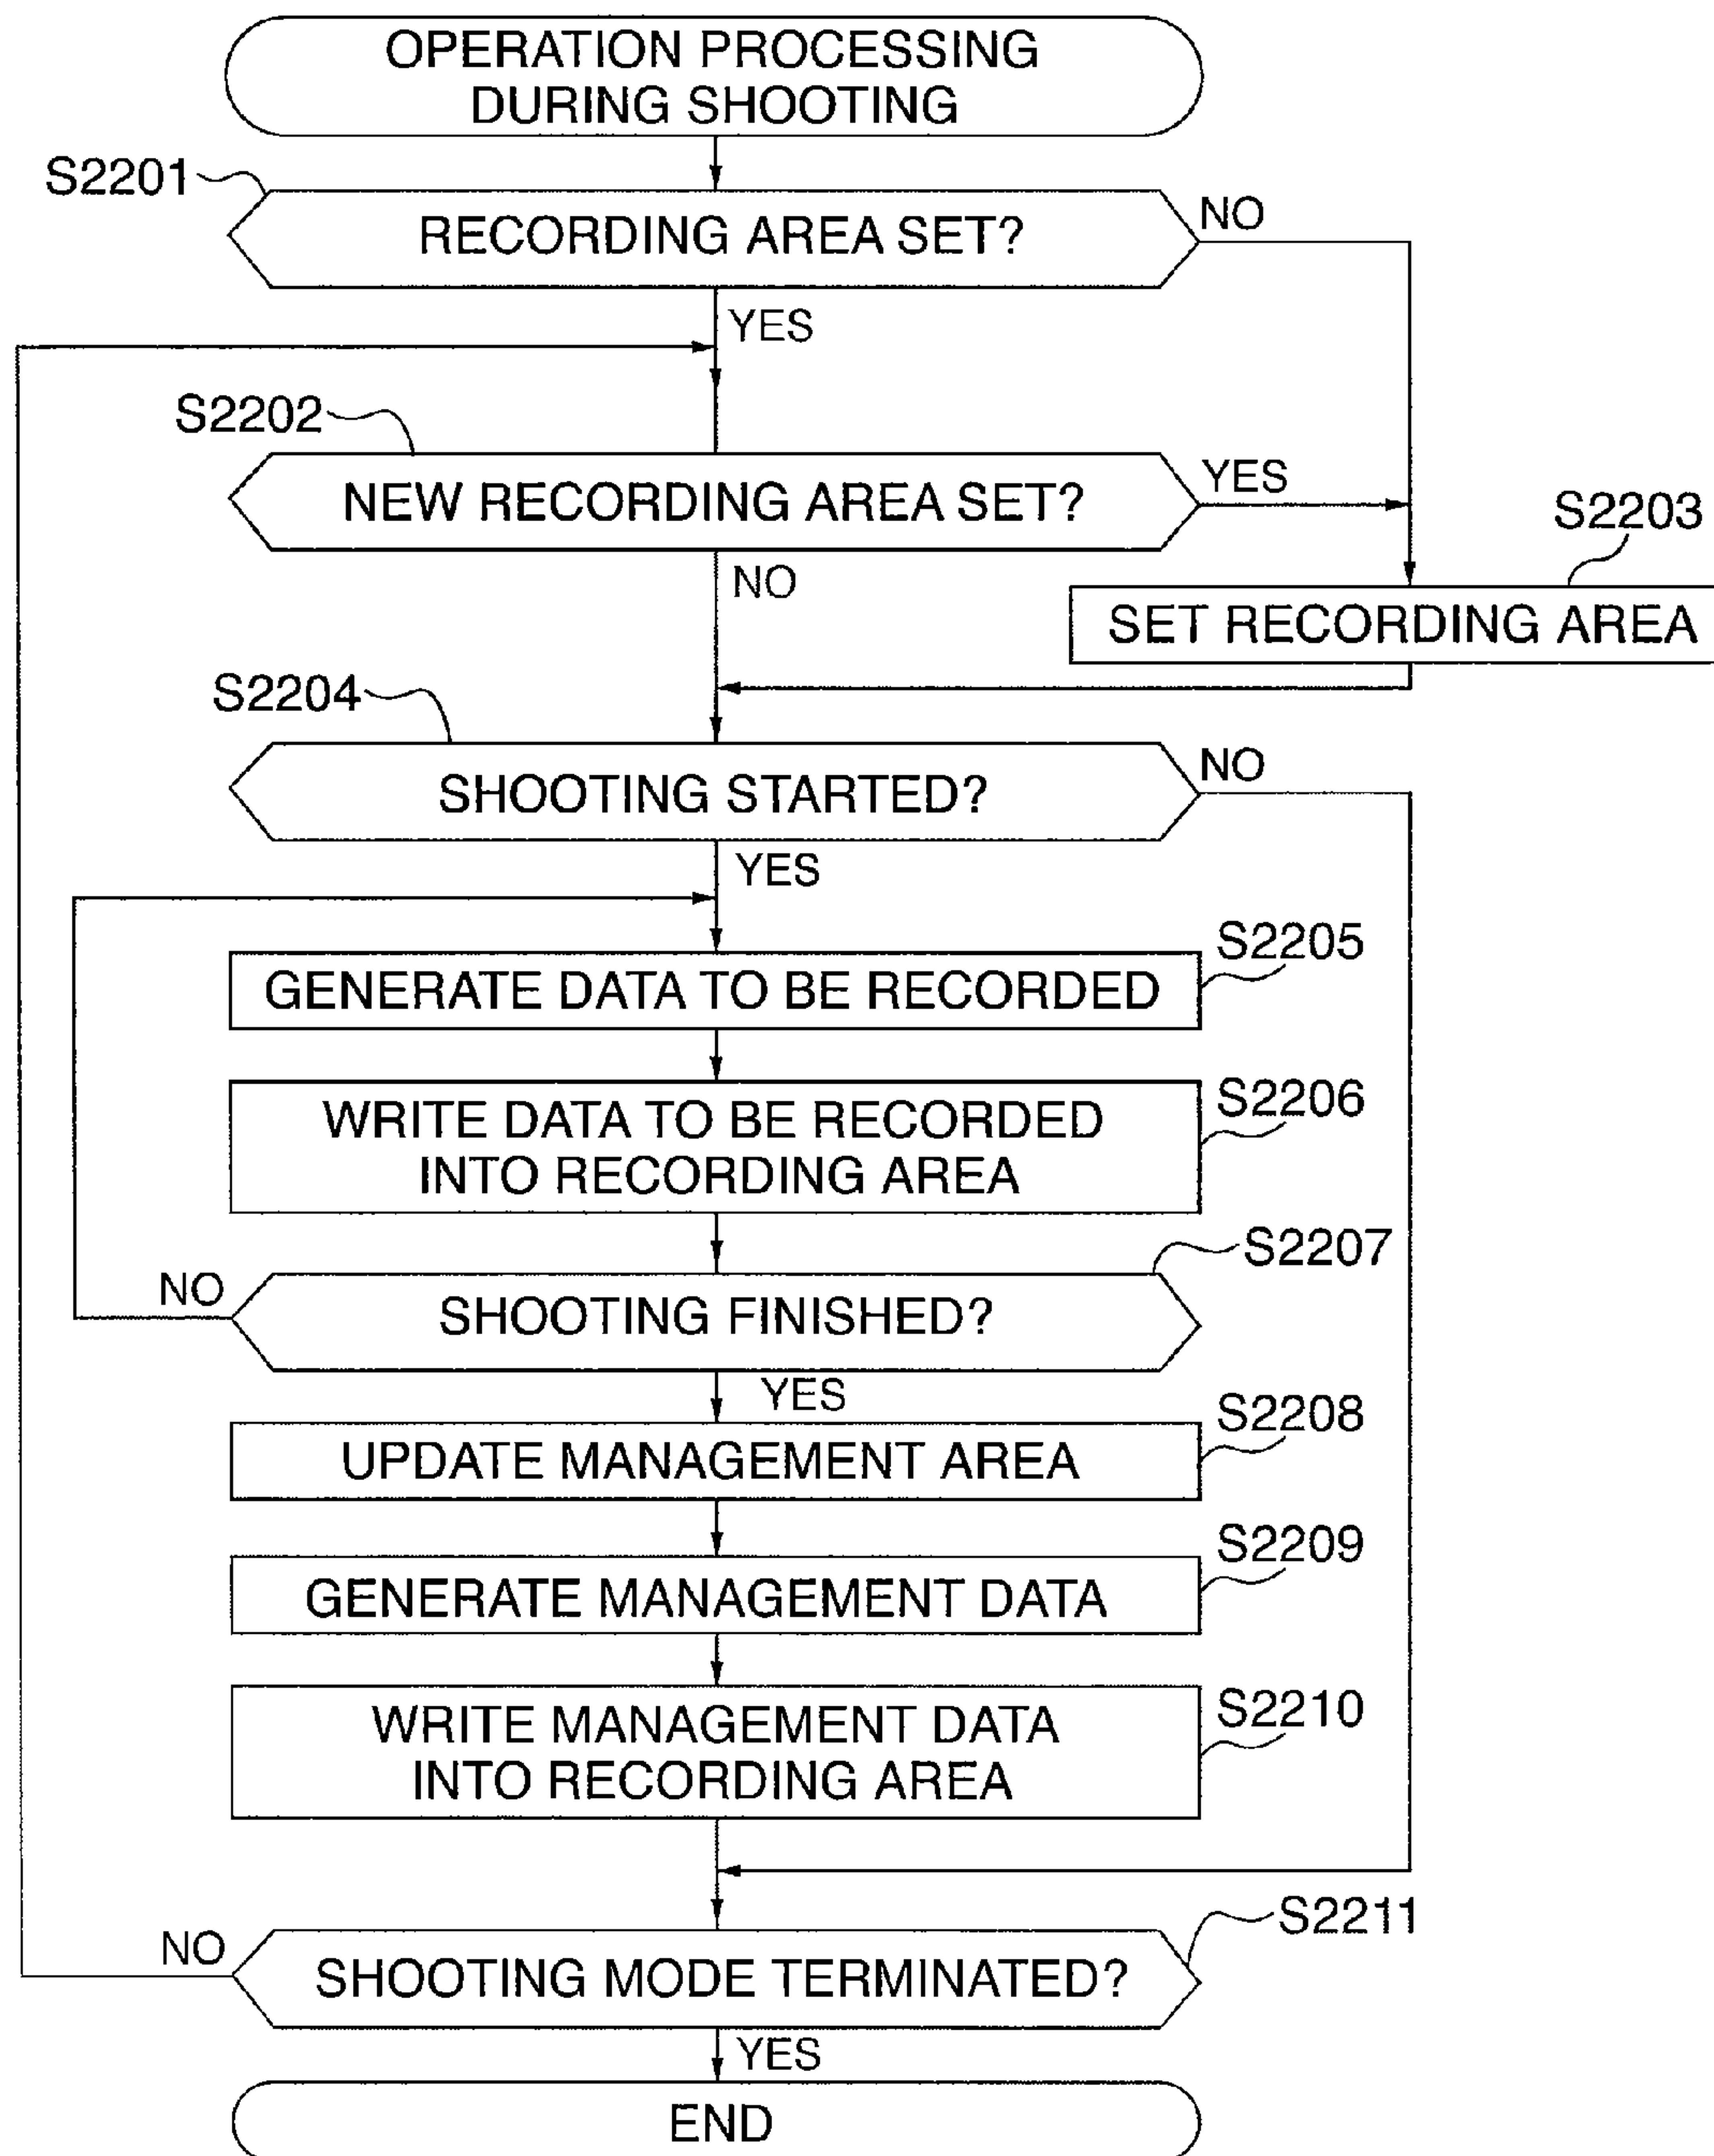 OPERATION PROCESSING
DURING SHOOTING
S2201
RECORDING AREA SET?
NO
YES
S2202
NEW RECORDING AREA SET?
YES
NO
S2203
SET RECORDING AREA
S2204
SHOOTING STARTED?
NO
YES
S2205
GENERATE DATA TO BE RECORDED
S2206
WRITE DATA TO BE RECORDED
INTO RECORDING AREA
S2207
NO
SHOOTING FINISHED?
YES
S2208
UPDATE MANAGEMENT AREA
S2209
GENERATE MANAGEMENT DATA
S2210
WRITE MANAGEMENT DATA
INTO RECORDING AREA
S2211
NO
SHOOTING MODE TERMINATED?
YES
END